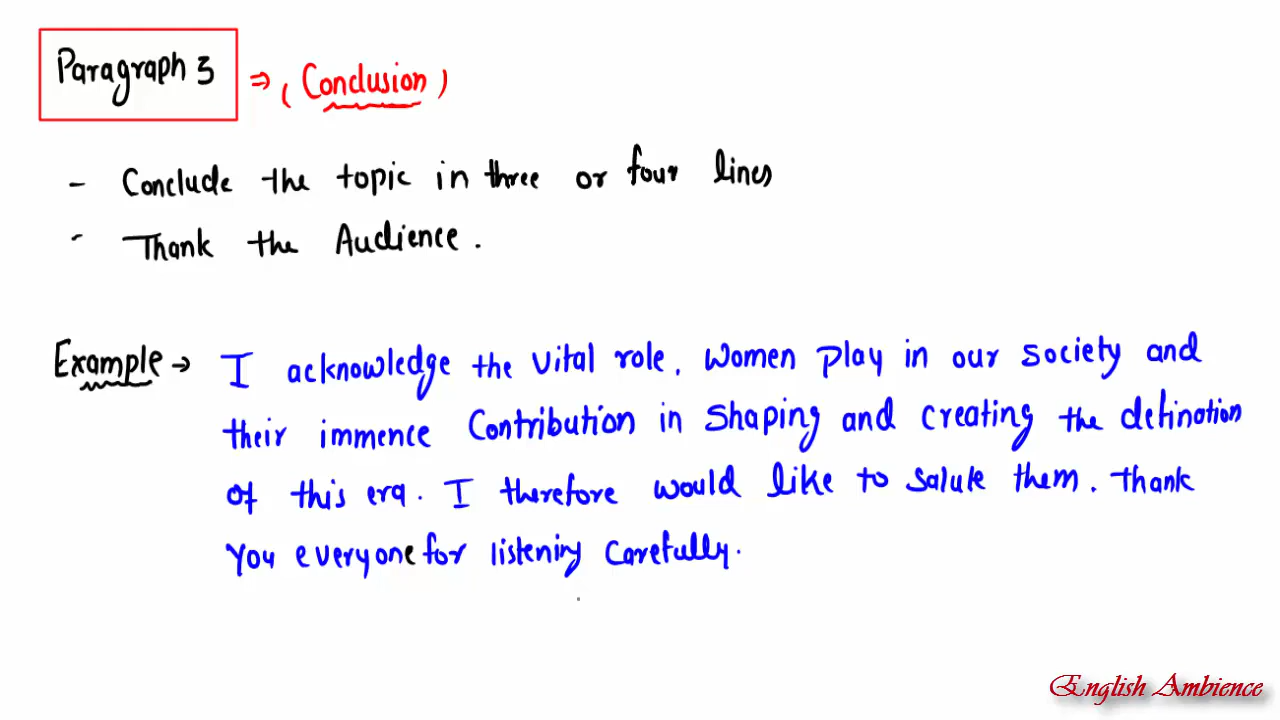 Paragraph 3 ⇒ (Conclusion)
- Conclude the topic in three or four lines
- Thank the Audience.
Example → I acknowledge the vital role. Women play in our society and
their immence Contribution in shaping and creating the defination
of this era. I therefore would like to salute them. Thank
you everyone for listening Carefully.
English Ambience